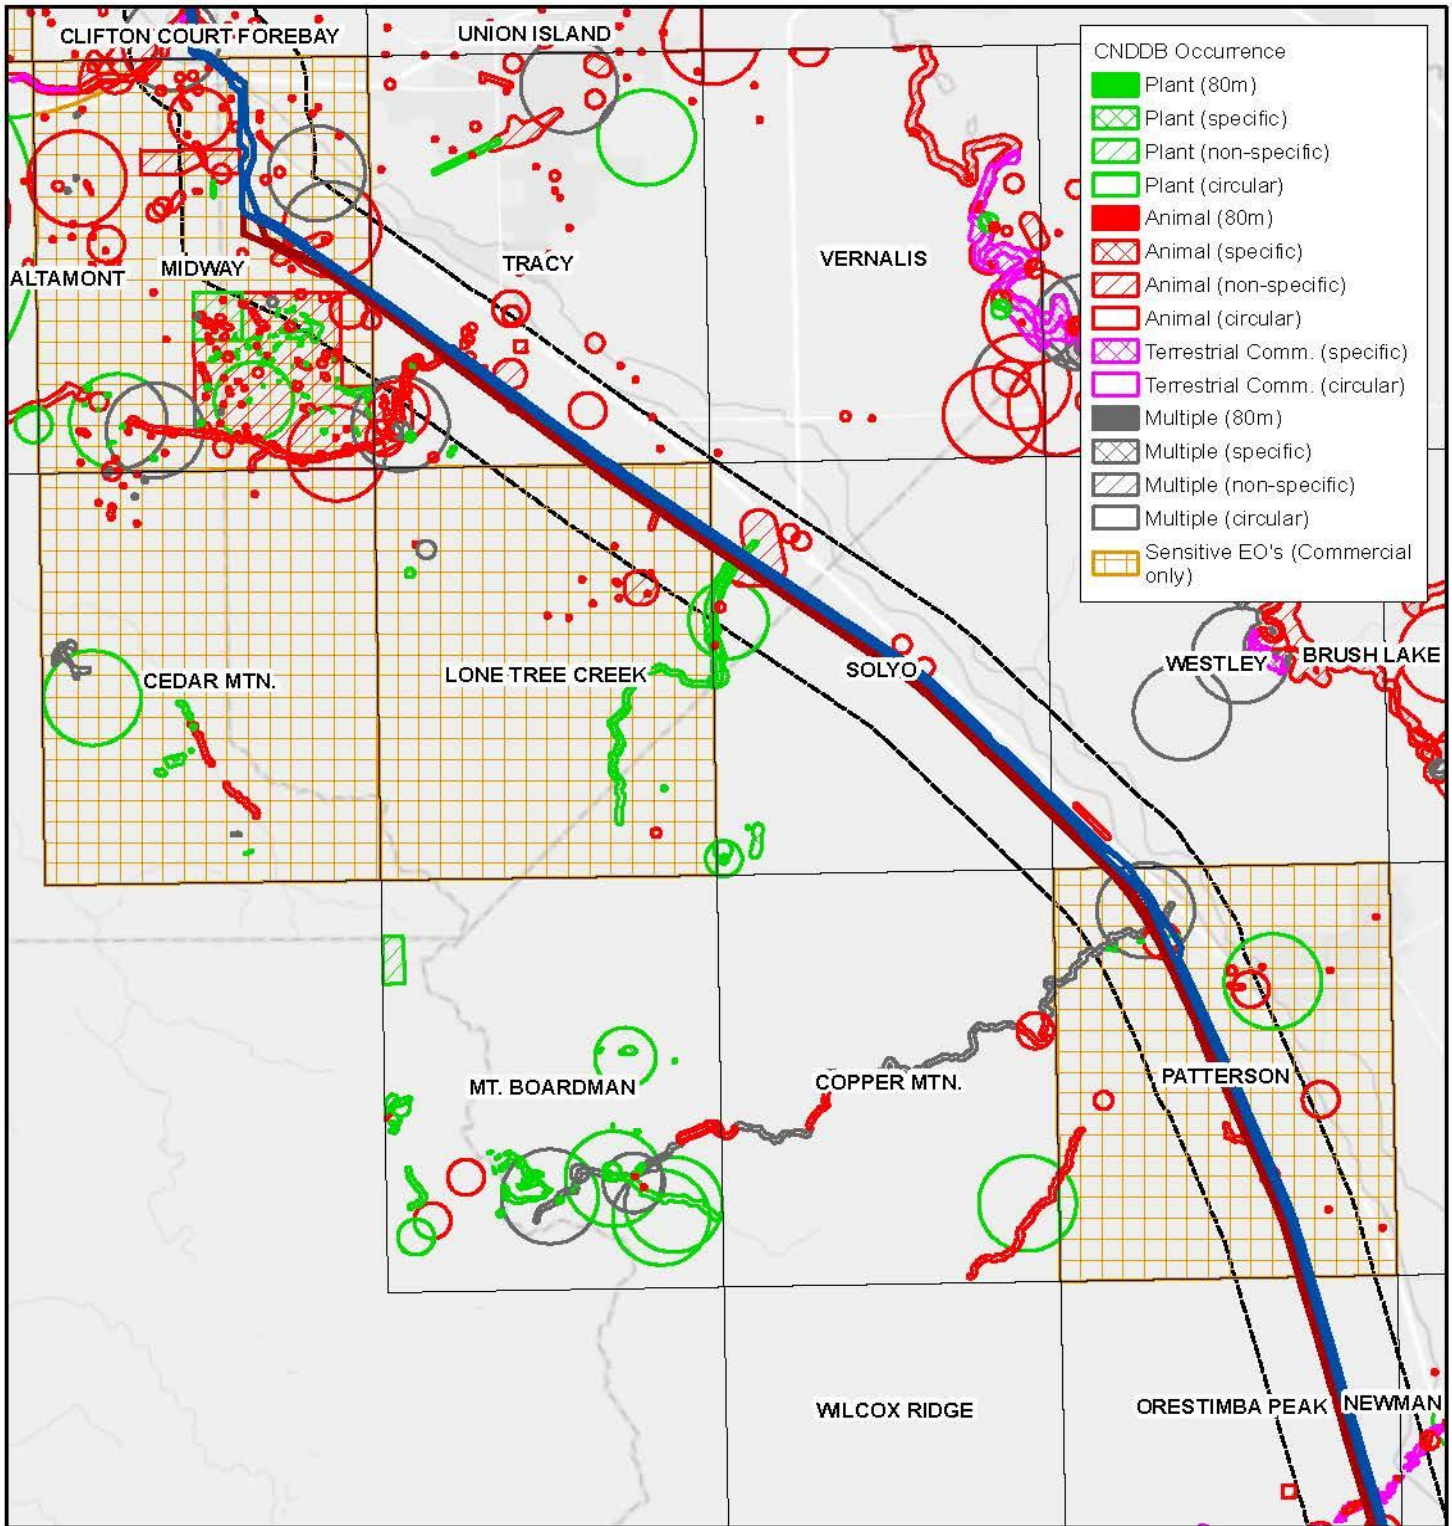 CLIFTON COURT FOREBAY
UNION ISLAND
CNDDB Occurrence
Plant (80m)
Plant (specific)
Plant (non-specific)
Plant (circular)
Animal (80m)
Animal (specific)
Animal (non-specific)
Animal (circular)
Terrestrial Comm. (specific)
Terrestrial Comm. (circular)
Multiple (80m)
Multiple (specific)
Multiple (non-specific)
Multiple (circular)
Sensitive EO's (Commercial
only)
ALTAMONT
MIDWAY
TRACY
VERNALIS
CEDAR MTN.
LONE TREE CREEK
SOLYO
WESTLEY
BRUSH LAKE
MT. BOARDMAN
COPPER MTN.
PATTERSON
WILCOX RIDGE
ORESTIMBA PEAK
NEWMAN